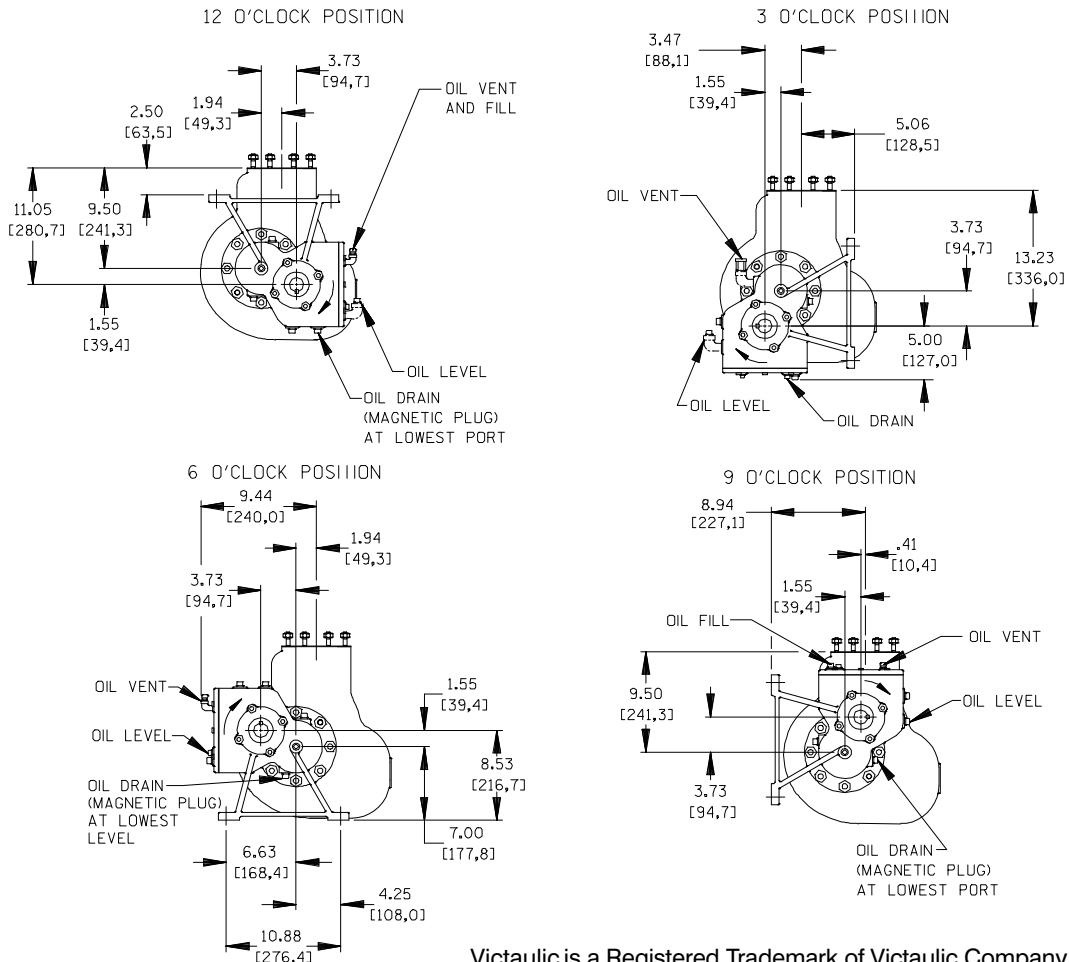 12 O'CLOCK POSITION
3.73
[94,7]
1.94
[49,3]
2.50
[63,5]
OIL VENT
AND FILL
11.05
[280,7]
9.50
[241,3]
1.55
[39,4]
OIL LEVEL
OIL DRAIN
(MAGNETIC PLUG)
AT LOWEST PORT
3 O'CLOCK POSITION
3.47
[88,1]
1.55
[39,4]
5.06
[128,5]
OIL VENT
3.73
[94,7]
13.23
[336,0]
5.00
[127,0]
OIL LEVEL
OIL DRAIN
6 O'CLOCK POSIIION
9.44
[240,0]
1.94
[49,3]
3.73
[94,7]
OIL VENT
OIL LEVEL
1.55
[39,4]
8.53
[216,7]
OIL DRAIN
(MAGNETIC PLUG)
AT LOWEST
LEVEL
7.00
[177,8]
6.63
[168,4]
4.25
[108,0]
10.88
[276,4]
9 O'CLOCK POSITION
8.94
[227,1]
.41
[10,4]
1.55
[39,4]
OIL FILL
OIL VENT
9.50
[241,3]
OIL LEVEL
3.73
[94,7]
OIL DRAIN
(MAGNETIC PLUG)
AT LOWEST PORT
Victaulic is a Registered Trademark of Victaulic Company